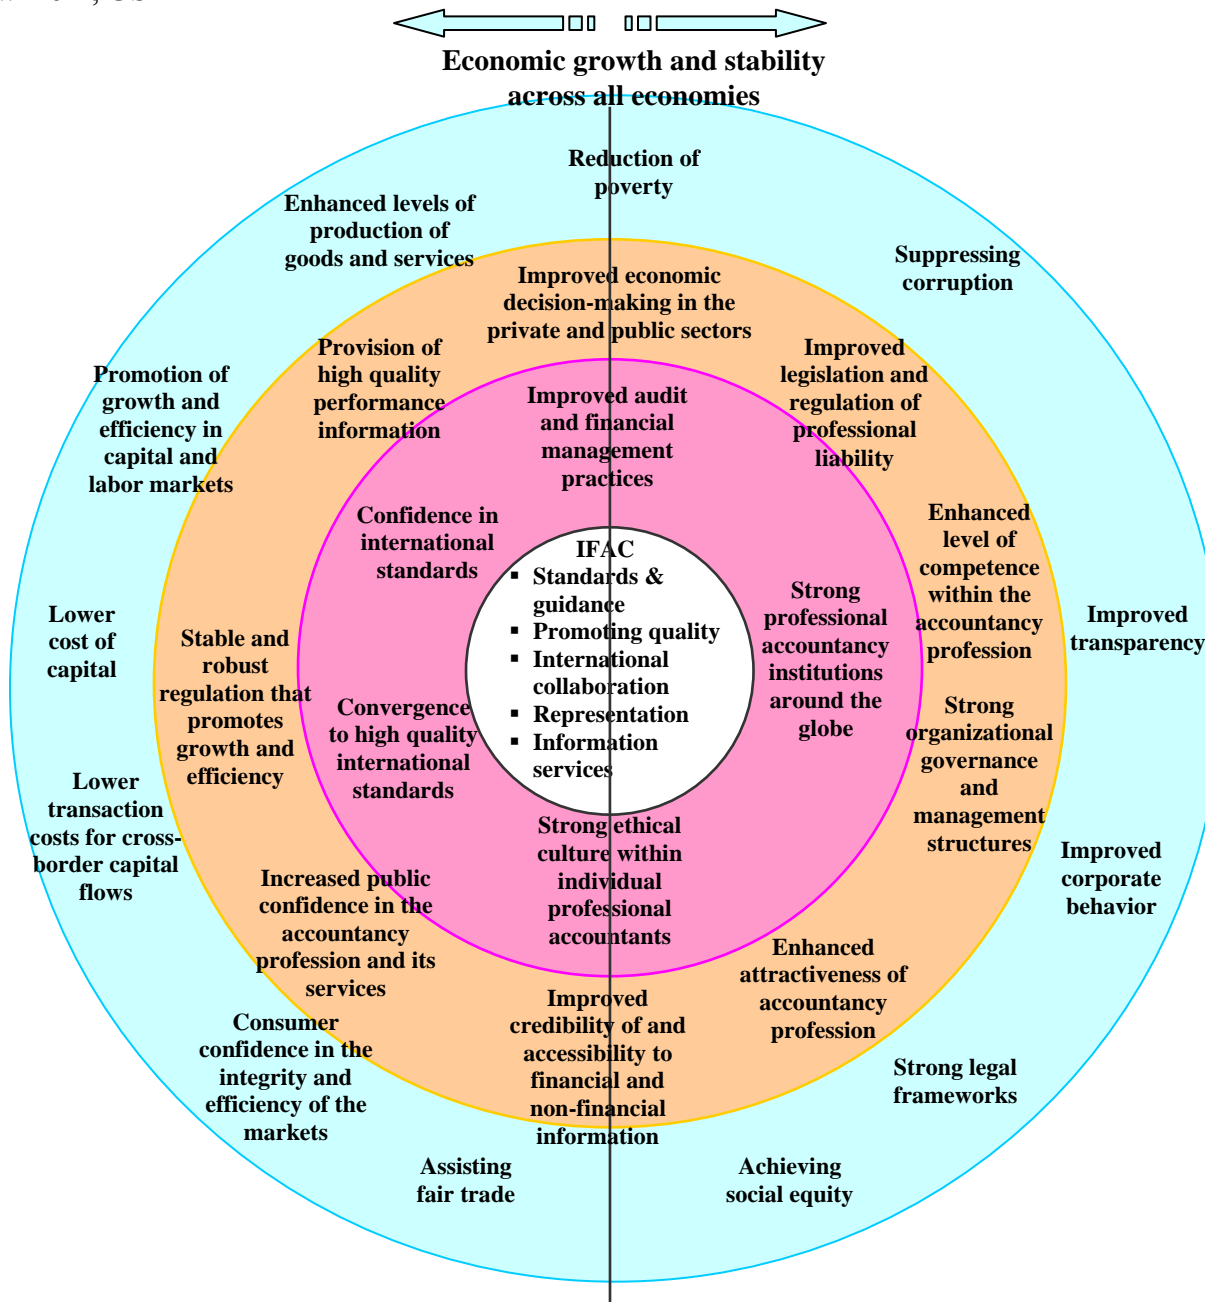 Economic growth and stability
across all economies
Reduction of
poverty
Enhanced levels of
production of
goods and services
Suppressing
corruption
Improved economic
decision-making in the
private and public sectors
Provision of
high quality
performance
information
Improved
legislation and
regulation of
professional
liability
Promotion of
growth and
efficiency in
capital and
labor markets
Improved audit
and financial
management
practices
Confidence in
international
standards
Enhanced
level of
competence
within the
accountancy
profession
IFAC
▪ Standards &
guidance
▪ Promoting quality
▪ International
collaboration
▪ Representation
▪ Information
services
Strong
professional
accountancy
institutions
around the
globe
Improved
transparency
Lower
cost of
capital
Stable and
robust
regulation that
promotes
growth and
efficiency
Convergence
to high quality
international
standards
Strong
organizational
governance
and
management
structures
Lower
transaction
costs for cross-
border capital
flows
Strong ethical
culture within
individual
professional
accountants
Improved
corporate
behavior
Increased public
confidence in the
accountancy
profession and its
services
Enhanced
attractiveness of
accountancy
profession
Improved
credibility of and
accessibility to
financial and
non-financial
information
Consumer
confidence in the
integrity and
efficiency of the
markets
Strong legal
frameworks
Assisting
fair trade
Achieving
social equity